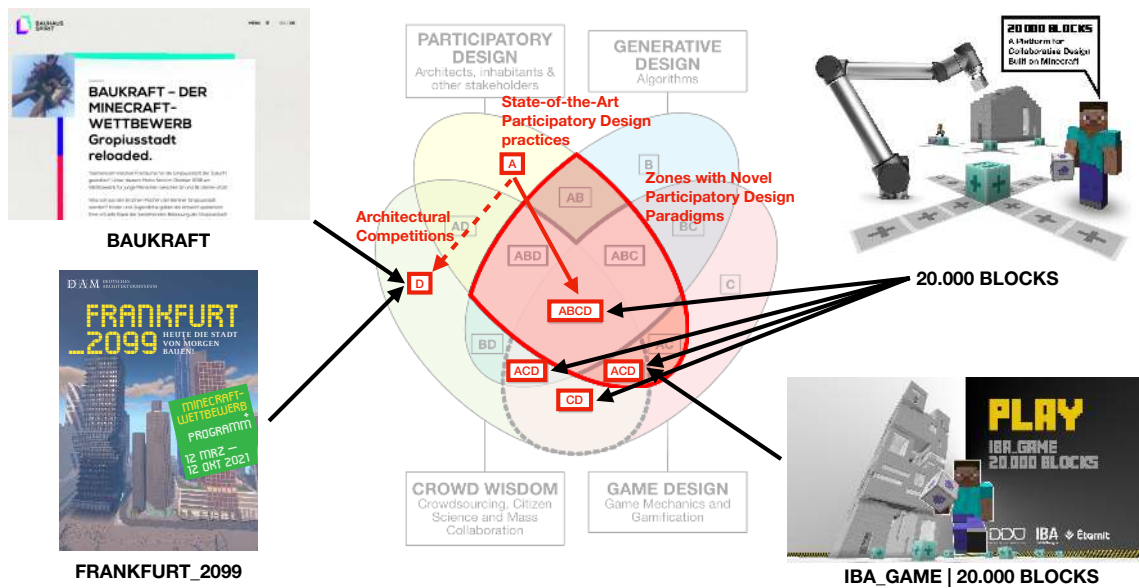 BAUHAUS
SPIRIT
MENU
BAUKRAFT – DER
MINECRAFT-
WETTBEWERB
Gropiusstadt
reloaded.
BAUKRAFT
DAM DEUTSCHES
ARCHITEKTURMUSEUM
FRANKFURT
_2099
HEUTE DIE STADT
VON MORGEN
BAUEN!
MINECRAFT-
WETTBEWERB
+
PROGRAMM
12 MRZ —
12 OKT 2021
FRANKFURT_2099
PARTICIPATORY
DESIGN
Architects, inhabitants &
other stakeholders
GENERATIVE
DESIGN
Algorithms
State-of-the-Art
Participatory Design
practices
A
B
AB
Zones with Novel
Participatory Design
Paradigms
Architectural
Competitions
AD
BC
ABD
ABC
D
C
ABCD
BD
AC
ACD
ACD
CD
CROWD WISDOM
Crowdsourcing, Citizen
Science and Mass
Collaboration
GAME DESIGN
Game Mechanics and
Gamification
20.000 BLOCKS
A Platform for
Collaborative Design
Built on Minecraft
20.000 BLOCKS
PLAY
IBA_GAME
20.000 BLOCKS
DDU
IBA
Eternit
IBA_GAME | 20.000 BLOCKS